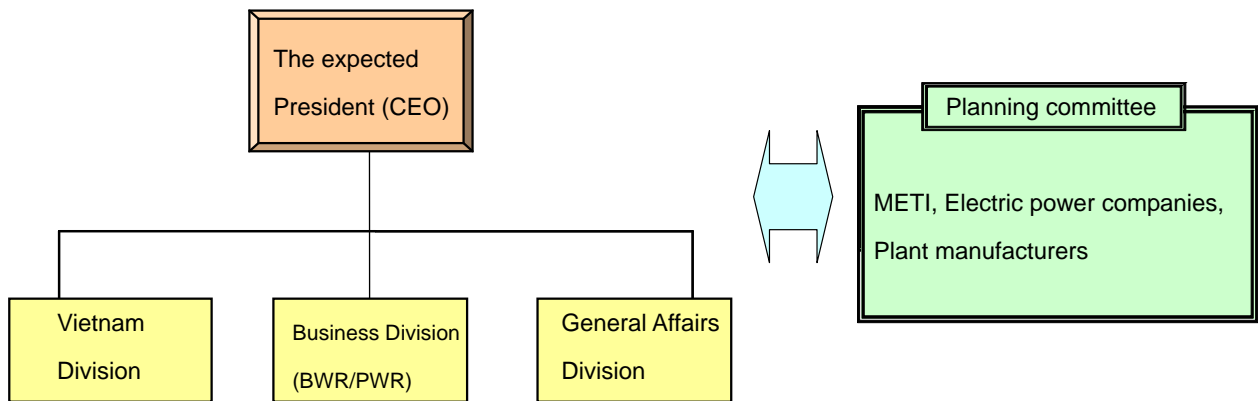 The expected
President (CEO)
Planning committee
METI, Electric power companies,
Plant manufacturers
Vietnam
Division
Business Division
(BWR/PWR)
General Affairs
Division